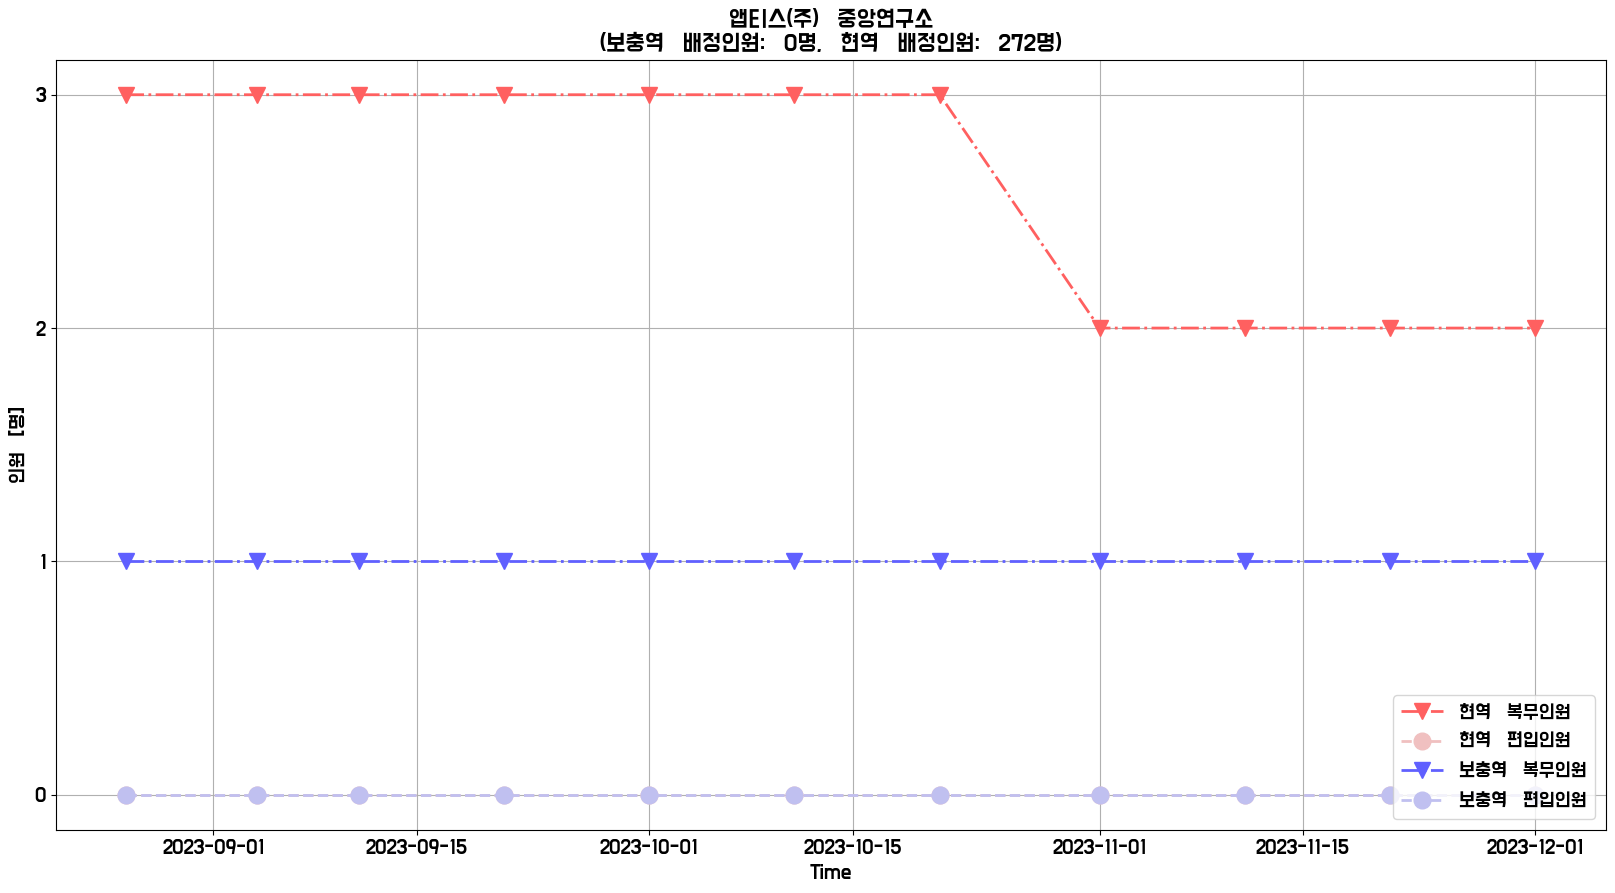 앱티스(주) 중앙연구소
(보충역 배정인원: 0명, 현역 배정인원: 272명)
3
2
1
0
인원 [명]
2023-09-01 2023-09-15 2023-10-01 2023-10-15 2023-11-01 2023-11-15 2023-12-01
Time
현역 복무인원
현역 편입인원
보충역 복무인원
보충역 편입인원